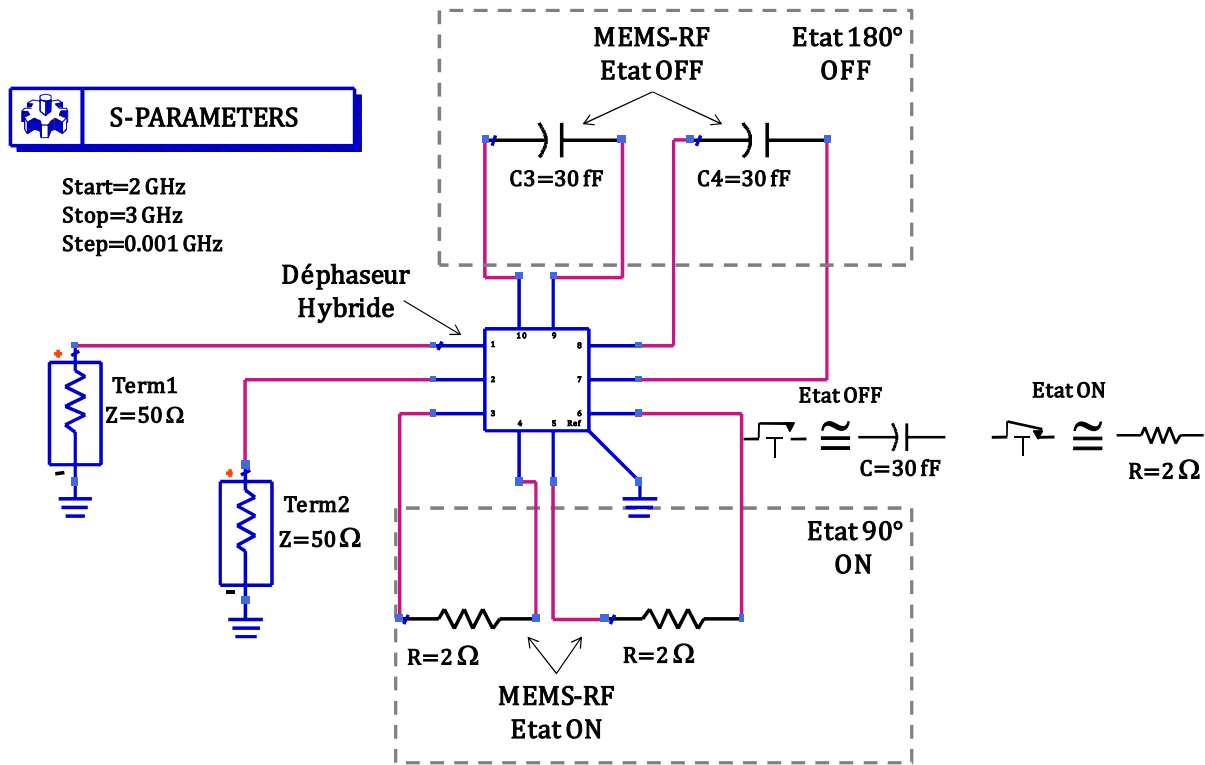 MEMS-RF
Etat OFF
Etat 180°
OFF
S-PARAMETERS
C3=30 fF
C4=30 fF
Start=2 GHz
Stop=3 GHz
Step=0.001 GHz
Déphaseur
Hybride
10
9
1
8
2
7
3
6
4
5
Ref
+
Term1
Z=50 Ω
-
+
Term2
Z=50 Ω
-
Etat OFF
≅
C=30 fF
Etat ON
≅
R=2 Ω
Etat 90°
ON
R=2 Ω
R=2 Ω
MEMS-RF
Etat ON